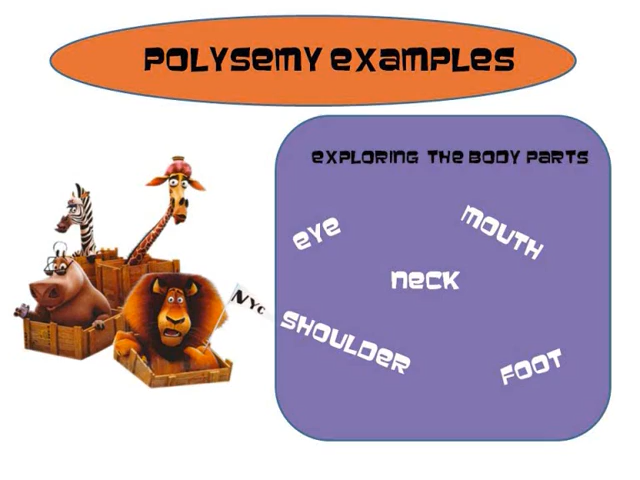 POLYSEMY EXAMPLES
EXPLORING THE BODY PARTS
EYE
MOUTH
NECK
NYC
SHOULDER
FOOT